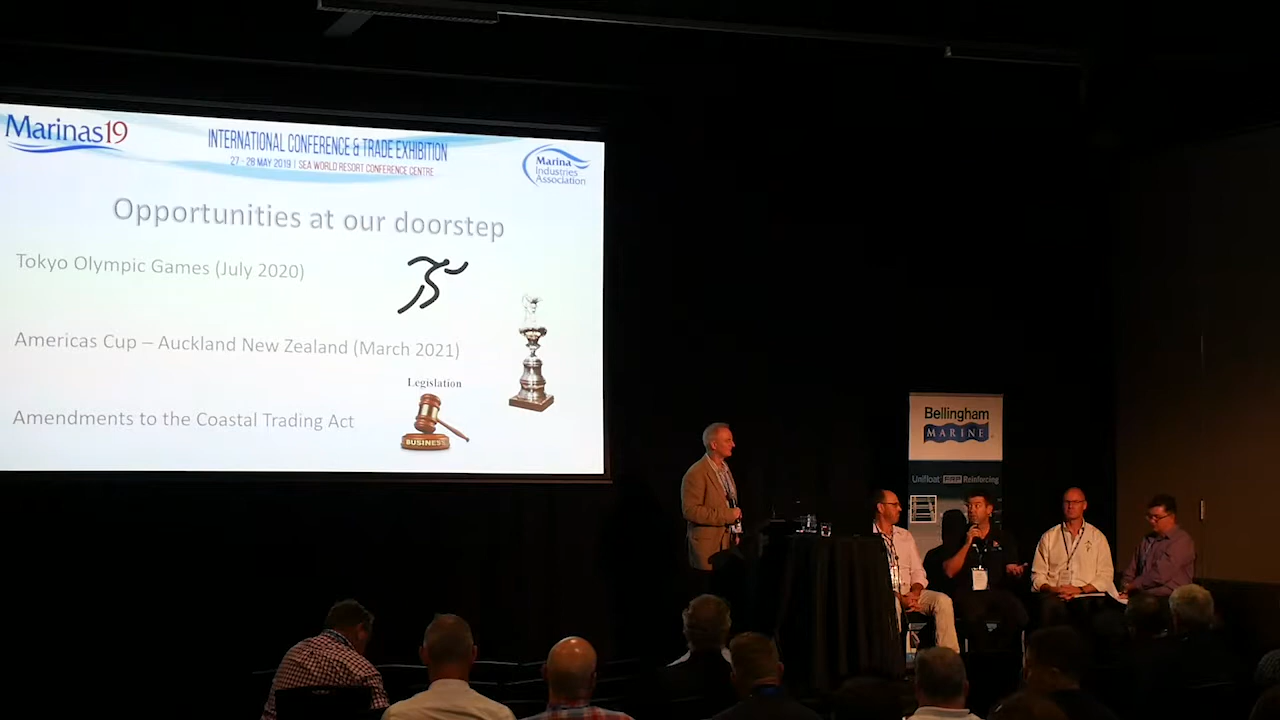 Marinas19
INTERNATIONAL CONFERENCE & TRADE EXHIBITION
27 - 28 MAY 2019 | SEA WORLD RESORT CONFERENCE CENTRE
Marina
Industries
Association
Opportunities at our doorstep
Tokyo Olympic Games (July 2020)
Americas Cup – Auckland New Zealand (March 2021)
Legislation
Amendments to the Coastal Trading Act
BUSINESS
Bellingham
MARINE
Unifloat FRP Reinforcing